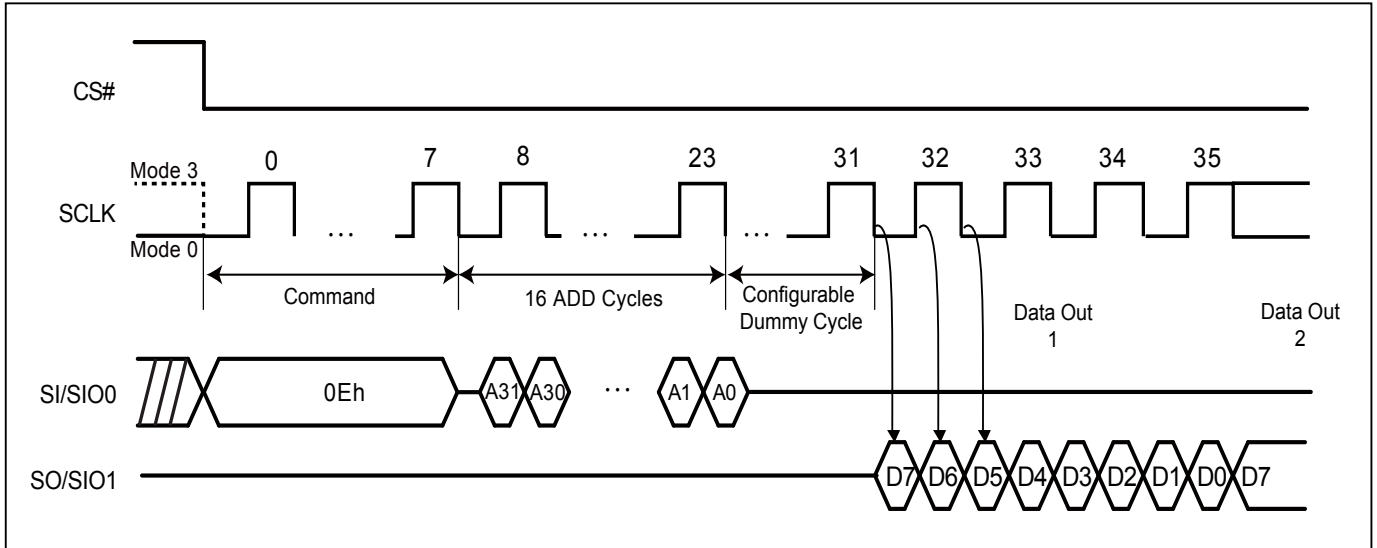 CS#
Mode 3
0 7 8 23 31 32 33 34 35
SCLK
... ... ...
Mode 0
Command
16 ADD Cycles
Configurable
Dummy Cycle
Data Out
1
Data Out
2
SI/SIO0
0Eh
A31 A30 ... A1 A0
SO/SIO1
D7 D6 D5 D4 D3 D2 D1 D0 D7